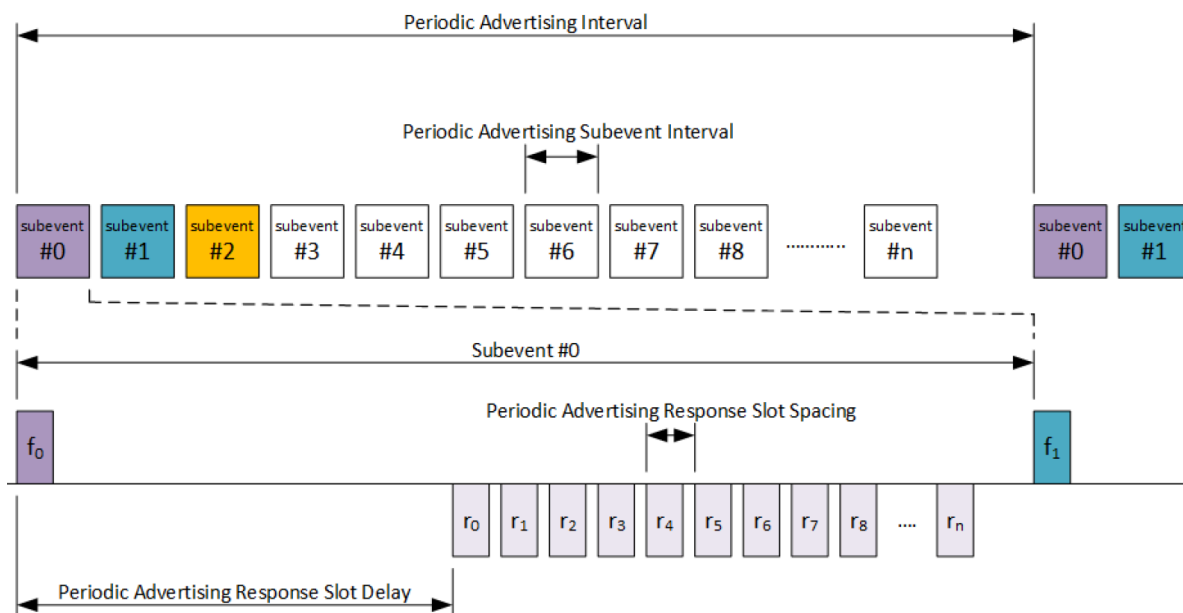 Periodic Advertising Interval
Periodic Advertising Subevent Interval
subevent #0
subevent #1
subevent #2
subevent #3
subevent #4
subevent #5
subevent #6
subevent #7
subevent #8
...........
subevent #n
subevent #0
subevent #1
Subevent #0
Periodic Advertising Response Slot Spacing
f₀
f₁
r₀ r₁ r₂ r₃ r₄ r₅ r₆ r₇ r₈ .... rₙ
Periodic Advertising Response Slot Delay